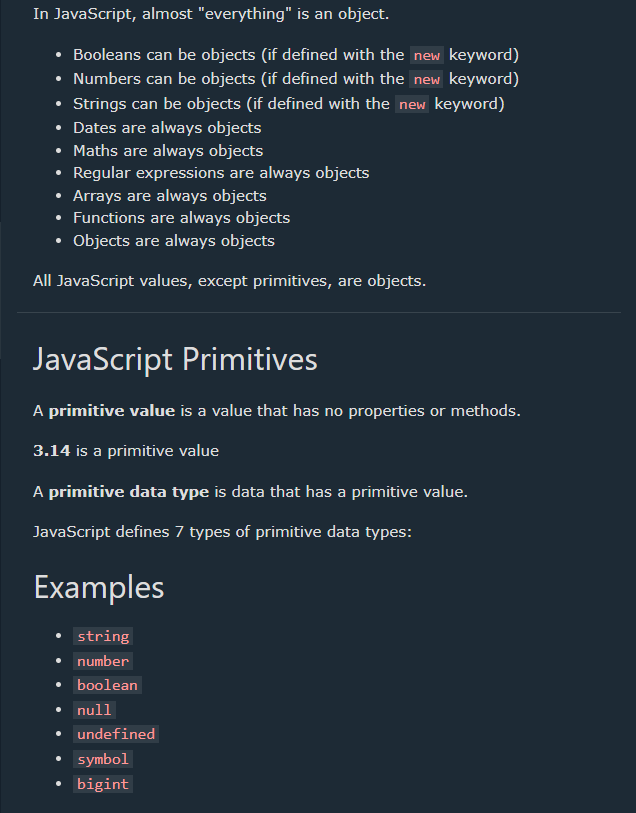 In JavaScript, almost "everything" is an object.
• Booleans can be objects (if defined with the new keyword)
• Numbers can be objects (if defined with the new keyword)
• Strings can be objects (if defined with the new keyword)
• Dates are always objects
• Maths are always objects
• Regular expressions are always objects
• Arrays are always objects
• Functions are always objects
• Objects are always objects
All JavaScript values, except primitives, are objects.
JavaScript Primitives
A primitive value is a value that has no properties or methods.
3.14 is a primitive value
A primitive data type is data that has a primitive value.
JavaScript defines 7 types of primitive data types:
Examples
• string
• number
• boolean
• null
• undefined
• symbol
• bigint